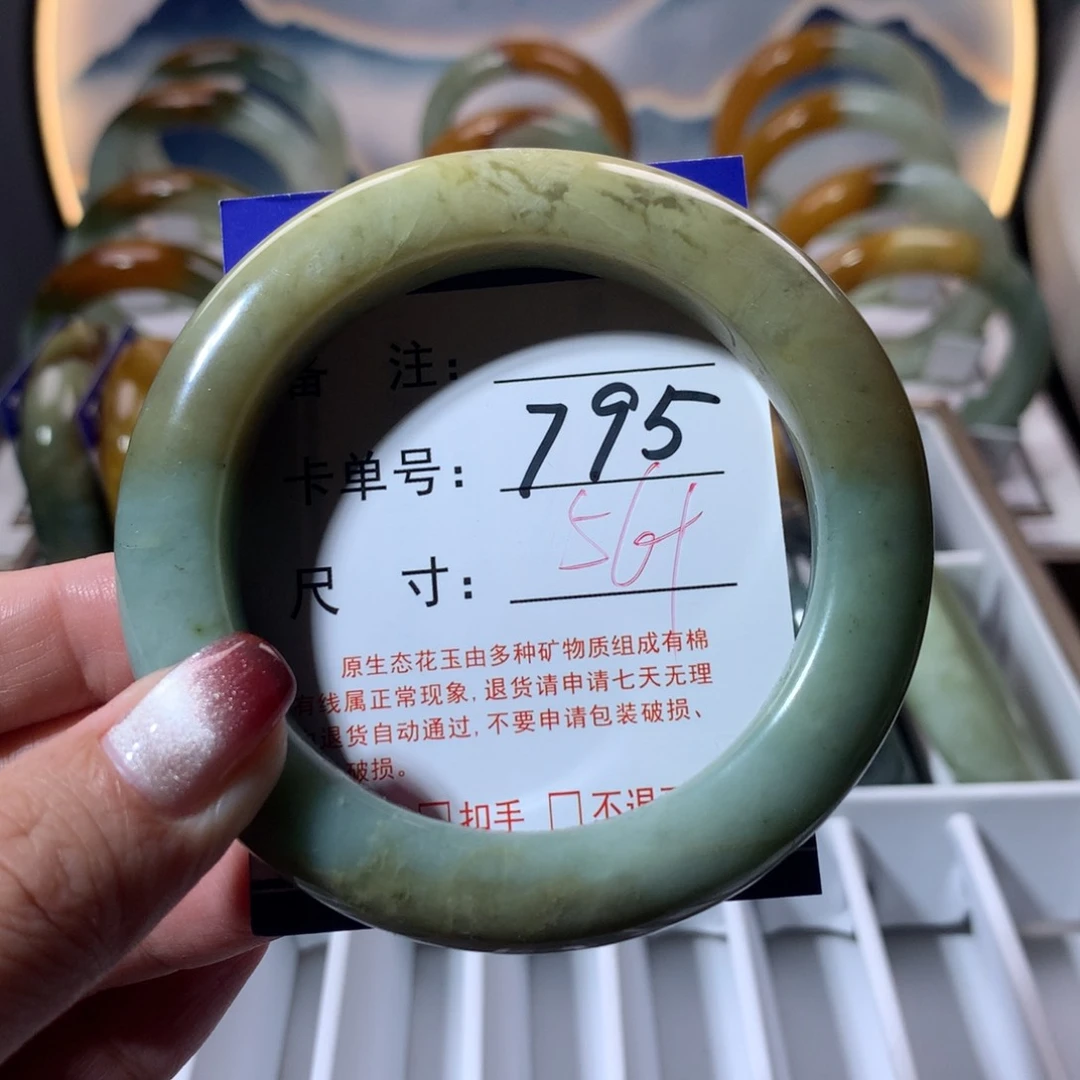 备 注:
卡单号: 795
尺 寸: 56+
原生态花玉由多种矿物质组成有棉
有线属正常现象,退货请申请七天无理
退货自动通过,不要申请包装破损、
破损。
□扣手 □不退